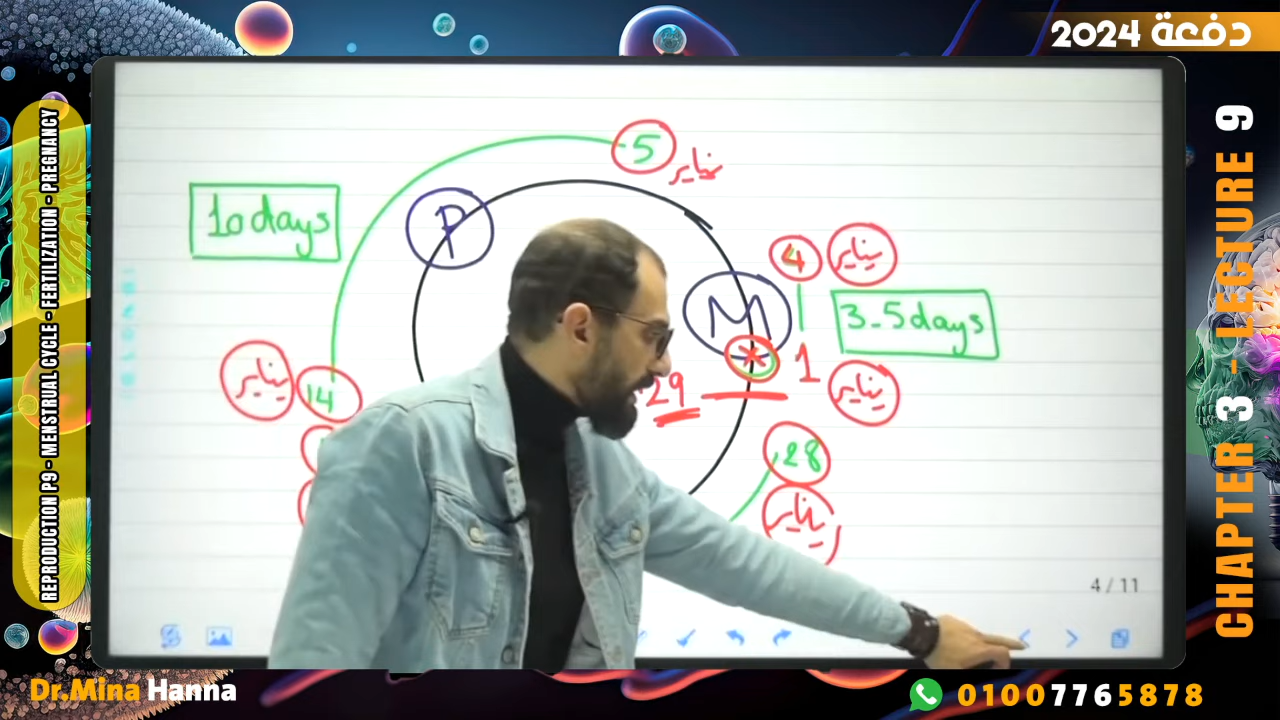 دفعة 2024
REPRODUCTION P9 - MENSTRUAL CYCLE - FERTILIZATION - PREGNANCY
5
يناير
10 days
P
4
يناير
M
3-5 days
*
1
يناير
يناير
14
29
28
يناير
4/11
CHAPTER 3 - LECTURE 9
Dr.Mina Hanna
01007765878